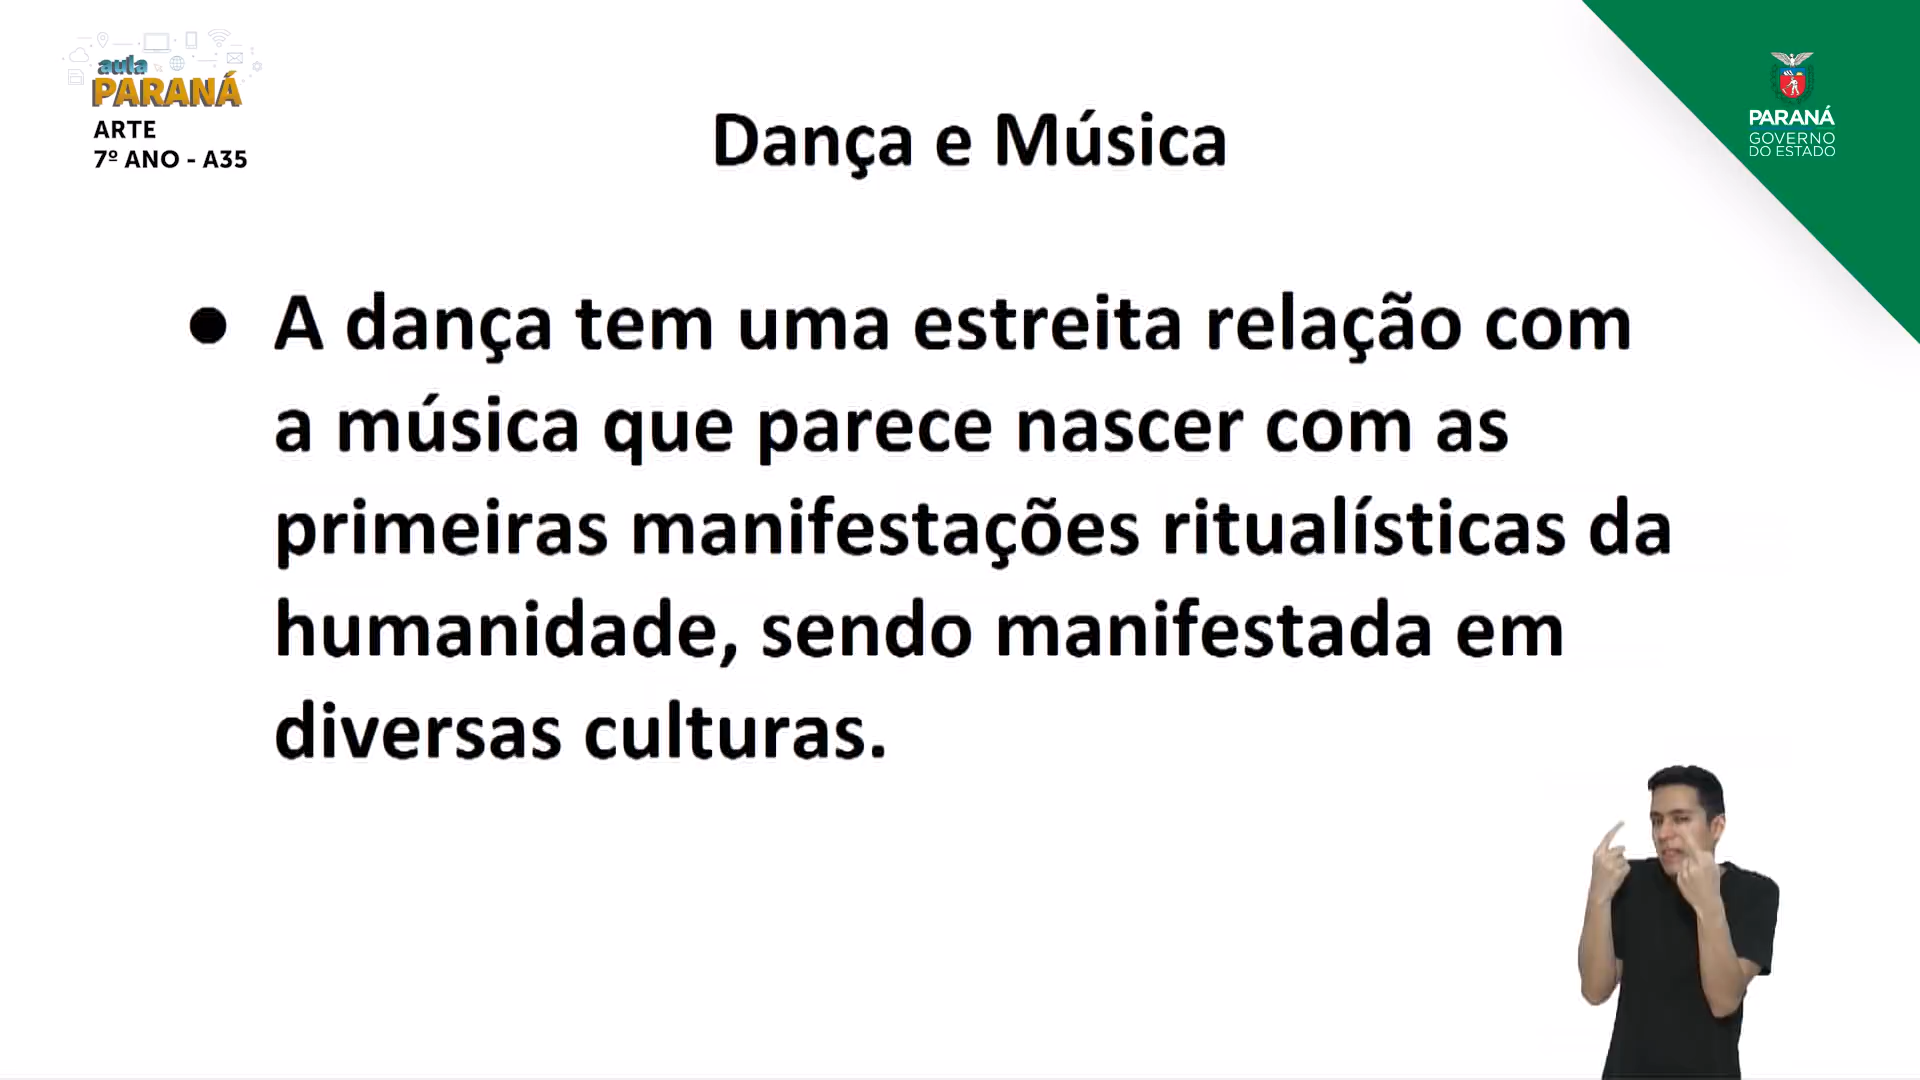 aula
PARANÁ
ARTE
7º ANO - A35
PARANÁ
GOVERNO
DO ESTADO
Dança e Música
● A dança tem uma estreita relação com
a música que parece nascer com as
primeiras manifestações ritualísticas da
humanidade, sendo manifestada em
diversas culturas.